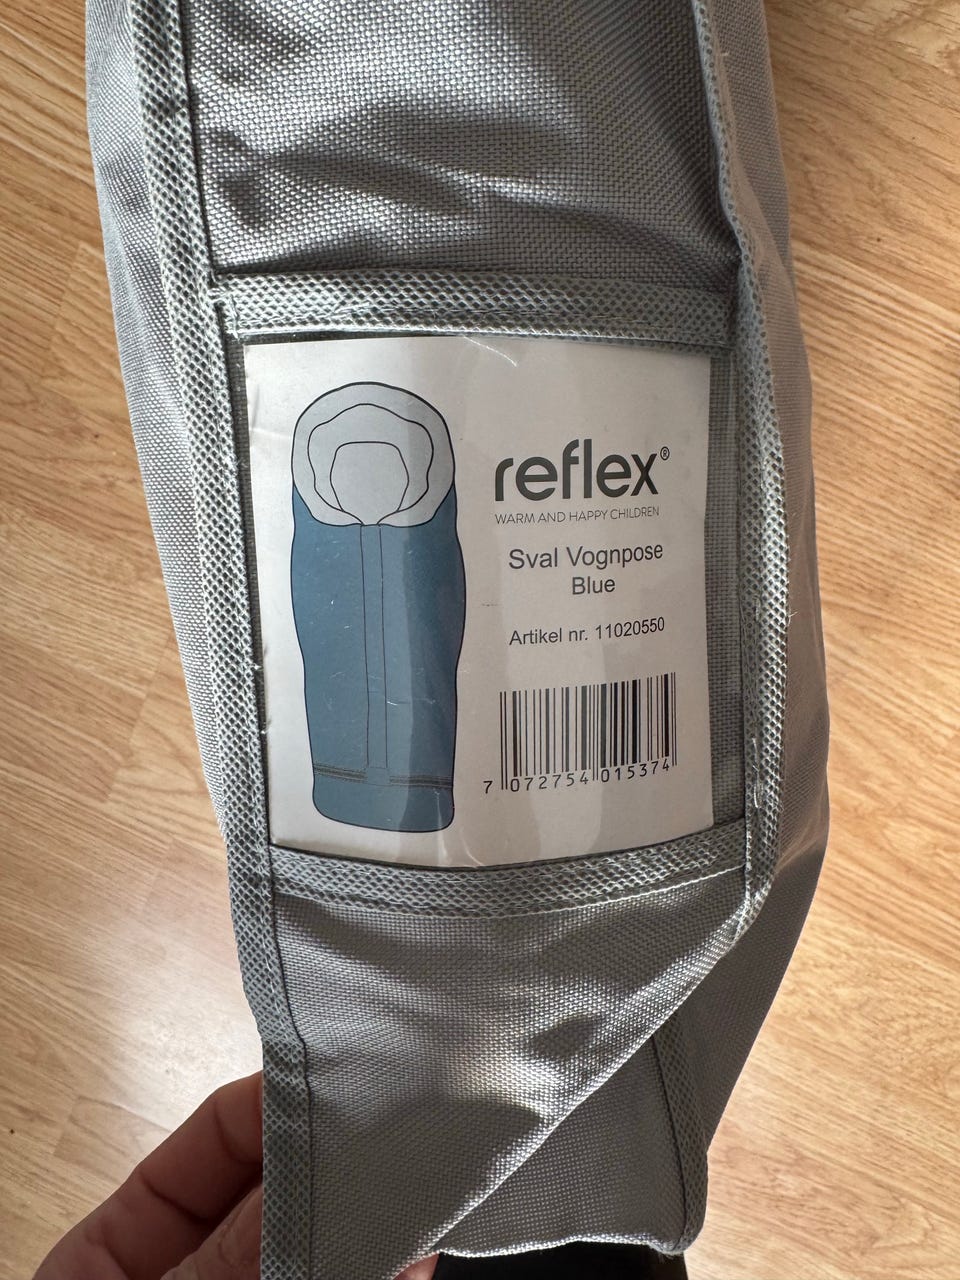 reflex®
WARM AND HAPPY CHILDREN
Sval Vognpose
Blue
Artikel nr. 11020550
7 072754 015374